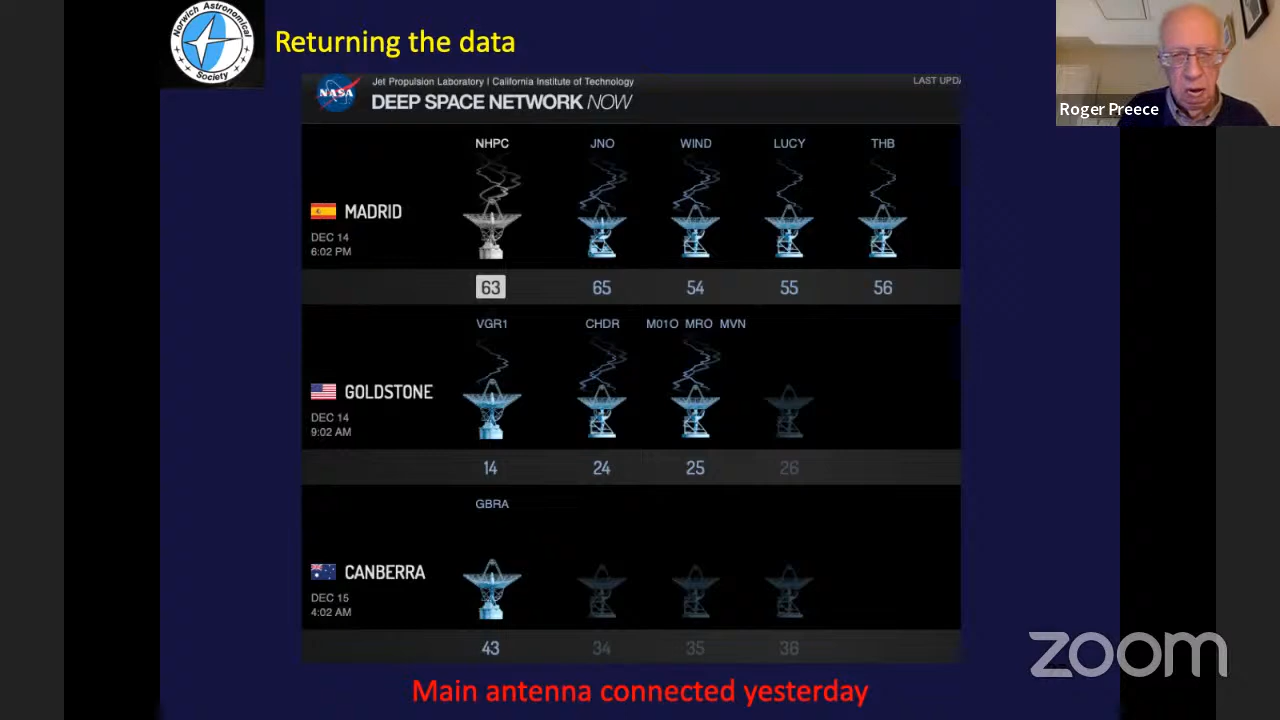 Norwich Astronomical
Society
Returning the data
Roger Preece
NASA
Jet Propulsion Laboratory | California Institute of Technology
LAST UPDA
DEEP SPACE NETWORK NOW
NHPC JNO WIND LUCY THB
MADRID
DEC 14
6:02 PM
63 65 54 55 56
VGR1 CHDR M01O MRO MVN
GOLDSTONE
DEC 14
9:02 AM
14 24 25 26
GBRA
CANBERRA
DEC 15
4:02 AM
43 34 35 36
zoom
Main antenna connected yesterday